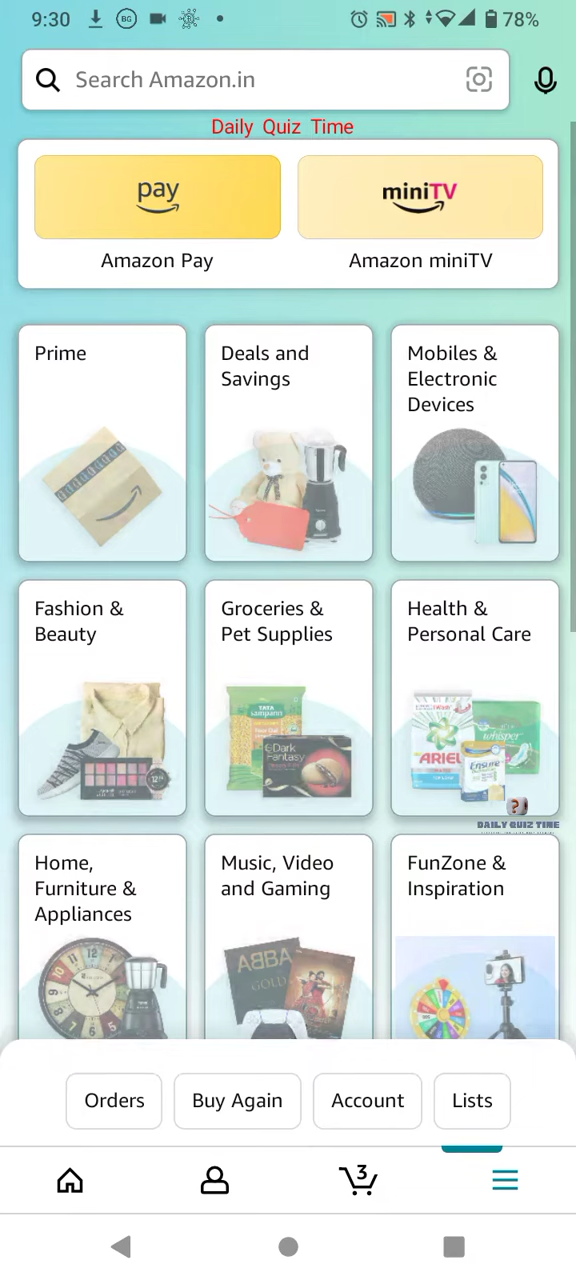 9:30
BG
78%
Search Amazon.in
Daily Quiz Time
pay
miniTV
Amazon Pay
Amazon miniTV
Prime
Deals and
Savings
Mobiles &
Electronic
Devices
Fashion &
Beauty
Groceries &
Pet Supplies
Health &
Personal Care
TATA
sampann
Dark
Fantasy
ARIEL
whisper
Ensure
?
DAILY QUIZ TIME
Home,
Furniture &
Appliances
Music, Video
and Gaming
FunZone &
Inspiration
ABBA
GOLD
Orders
Buy Again
Account
Lists
3